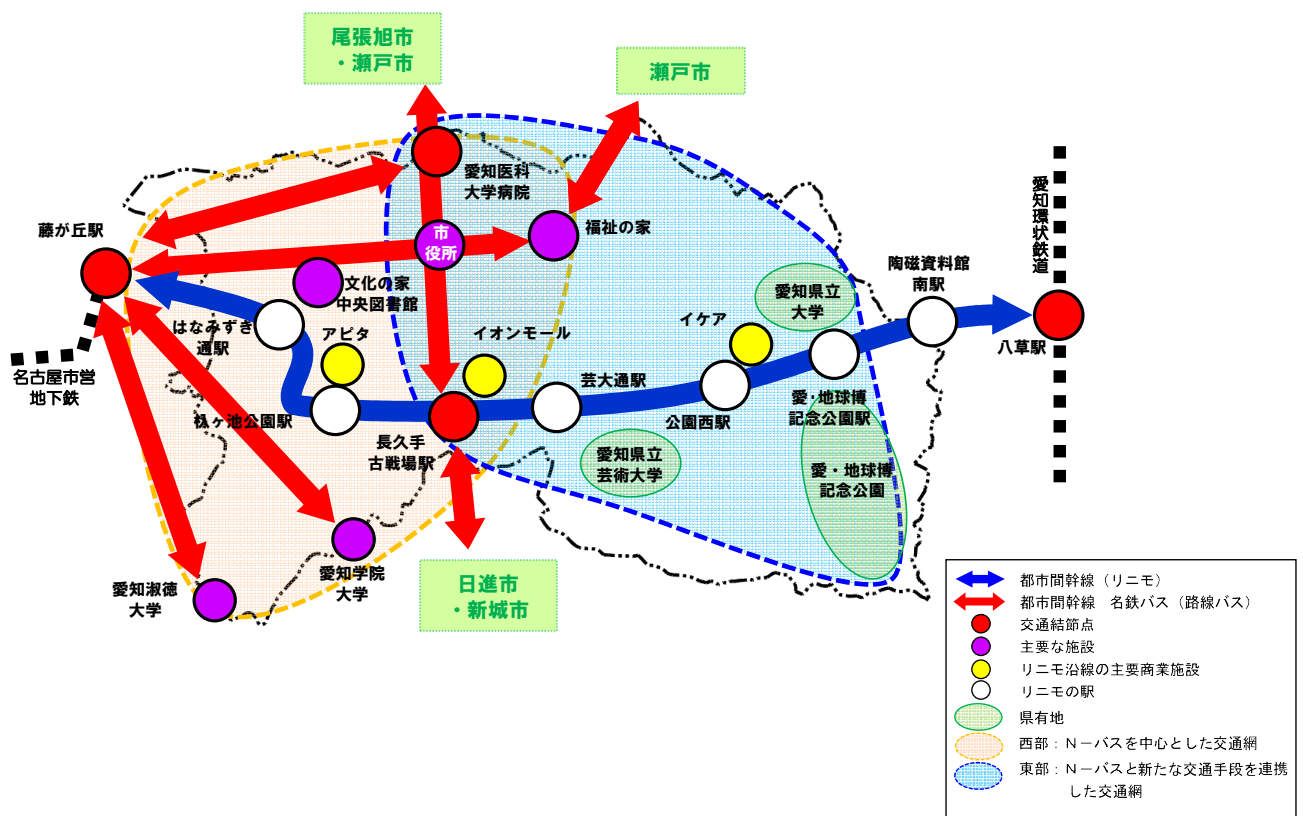 尾張旭市
・瀬戸市
瀬戸市
愛知医科
大学病院
藤が丘駅
市
役所
福祉の家
愛知環状鉄道
陶磁資料館
南駅
文化の家
中央図書館
愛知県立
大学
はなみずき
通駅
アピタ
イオンモール
イケア
八草駅
名古屋市営
地下鉄
芸大通駅
杁ヶ池公園駅
公園西駅
愛・地球博
記念公園駅
長久手
古戦場駅
愛知県立
芸術大学
愛・地球博
記念公園
愛知淑徳
大学
愛知学院
大学
日進市
・新城市
都市間幹線（リニモ）
都市間幹線　名鉄バス（路線バス）
交通結節点
主要な施設
リニモ沿線の主要商業施設
リニモの駅
県有地
西部：Ｎ－バスを中心とした交通網
東部：Ｎ－バスと新たな交通手段を連携
した交通網